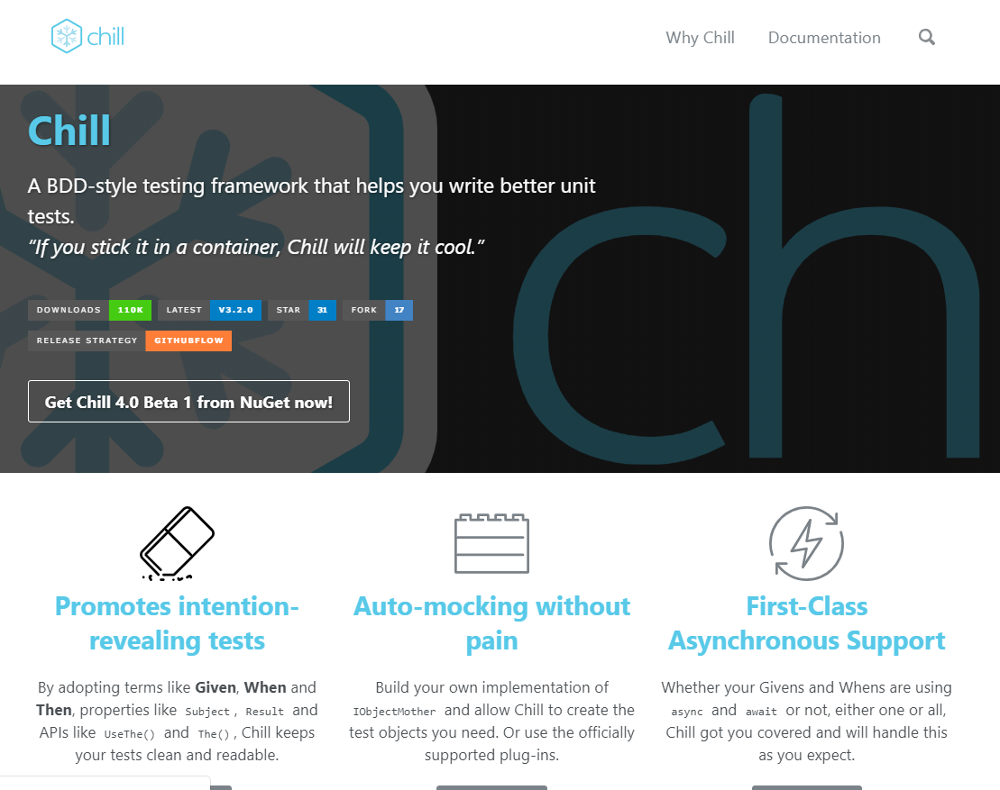 chill
Why Chill
Documentation
ch
Chill
A BDD-style testing framework that helps you write better unit
tests.
“If you stick it in a container, Chill will keep it cool.”
DOWNLOADS 110K LATEST V3.2.0 STAR 31 FORK 17
RELEASE STRATEGY GITHUBFLOW
Get Chill 4.0 Beta 1 from NuGet now!
Promotes intention-
revealing tests
By adopting terms like Given, When and
Then, properties like Subject, Result and
APIs like UseThe() and The(), Chill keeps
your tests clean and readable.
Auto-mocking without
pain
Build your own implementation of
IObjectMother and allow Chill to create the
test objects you need. Or use the officially
supported plug-ins.
First-Class
Asynchronous Support
Whether your Givens and Whens are using
async and await or not, either one or all,
Chill got you covered and will handle this
as you expect.